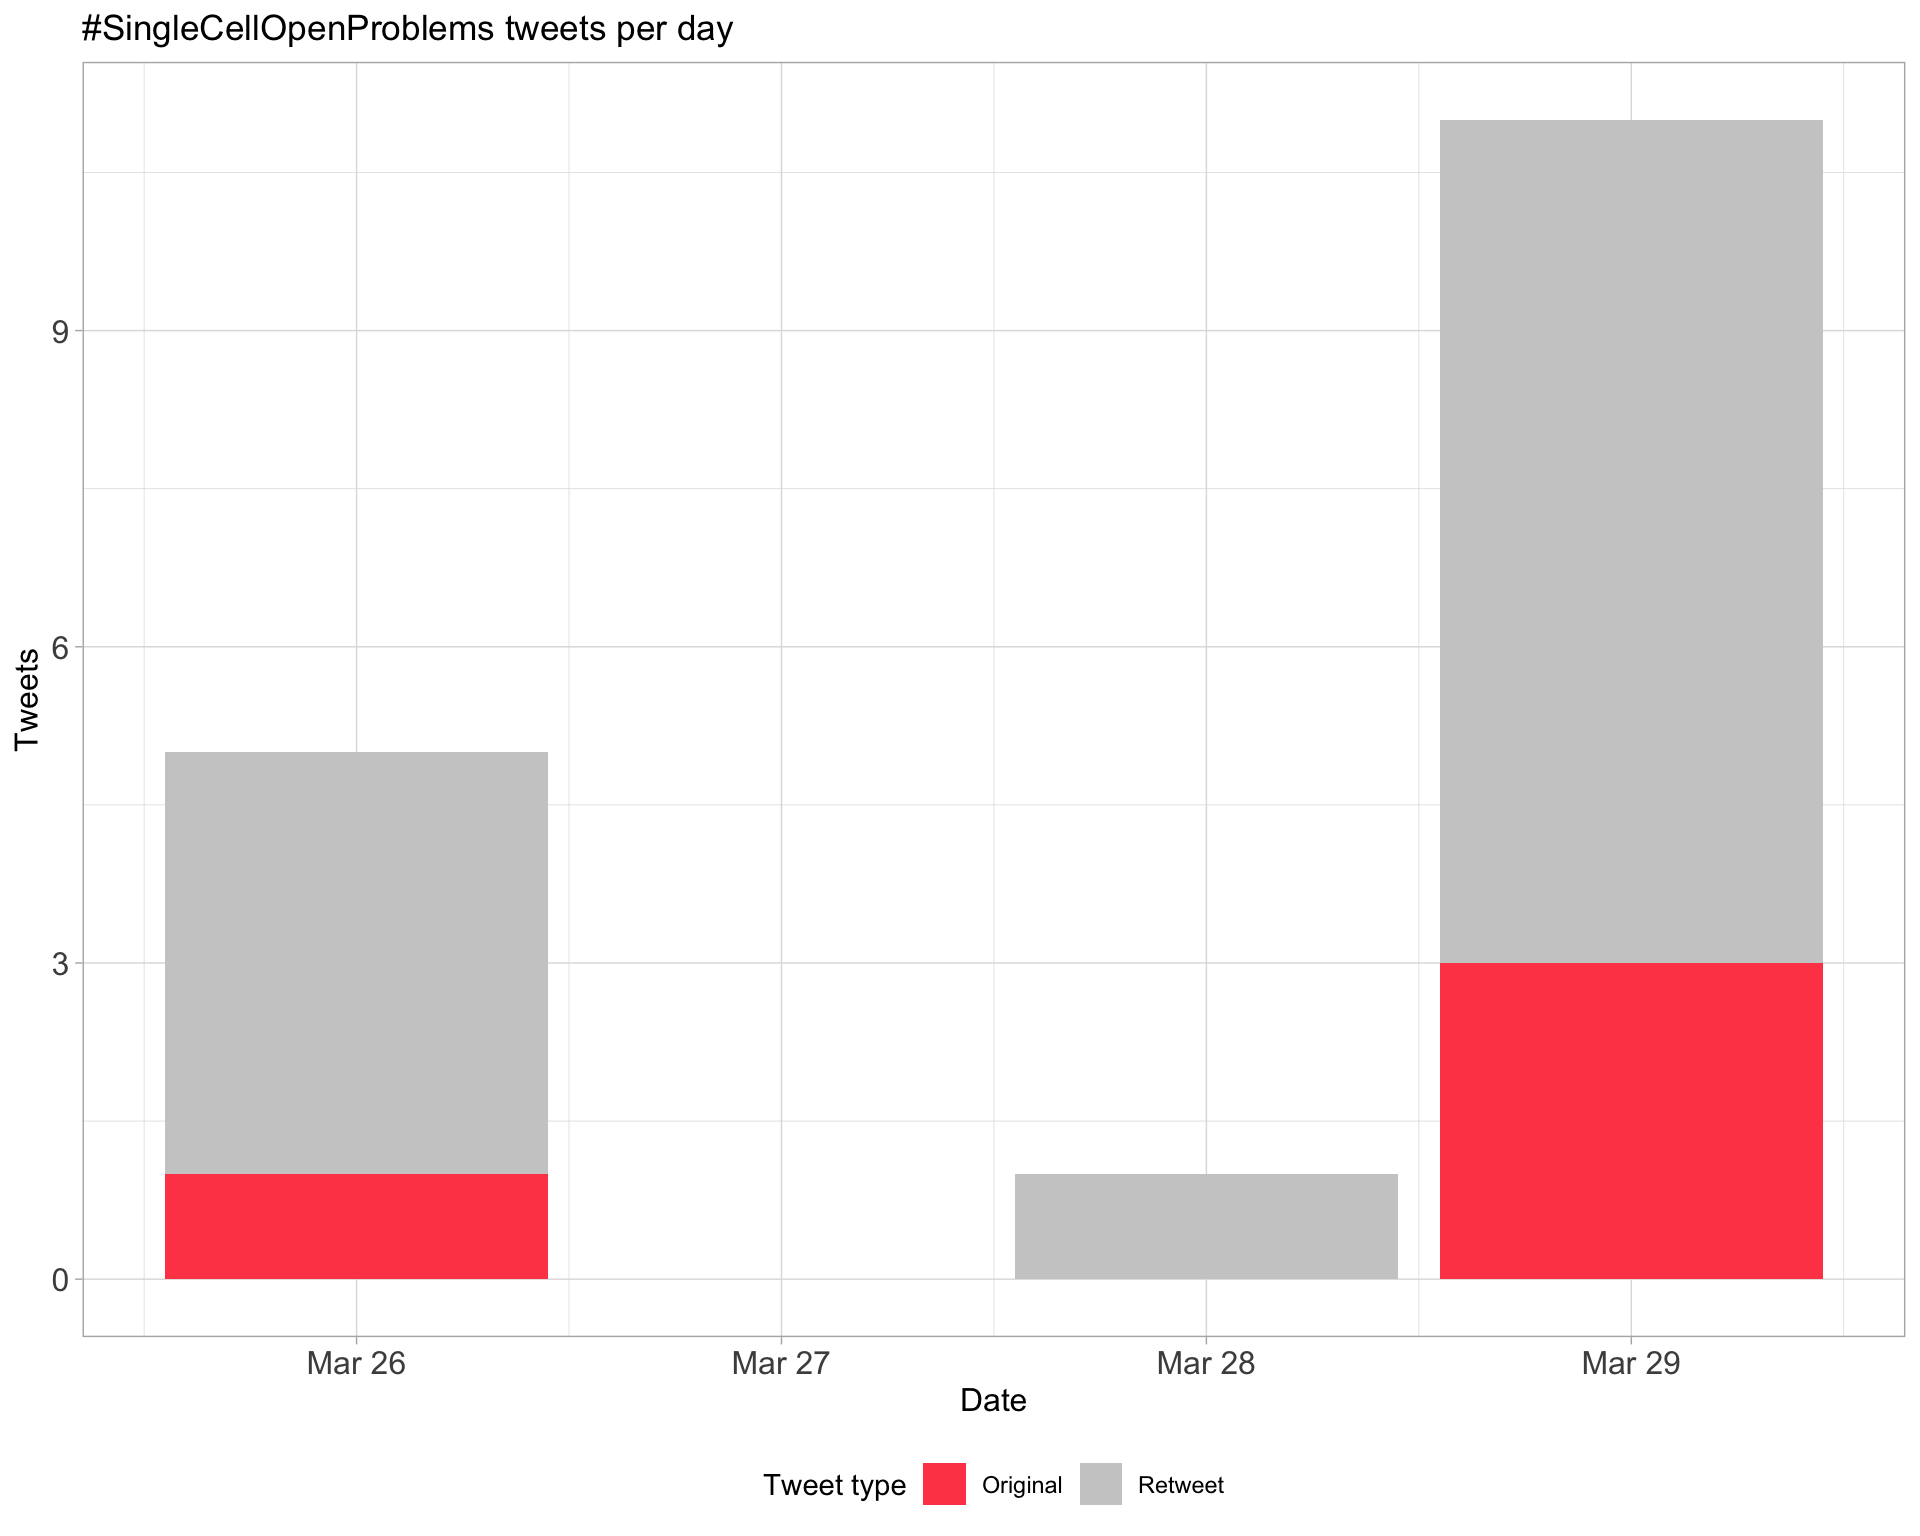 #SingleCellOpenProblems tweets per day
9
6
3
0
Tweets
Mar 26 Mar 27 Mar 28 Mar 29
Date
Tweet type Original Retweet